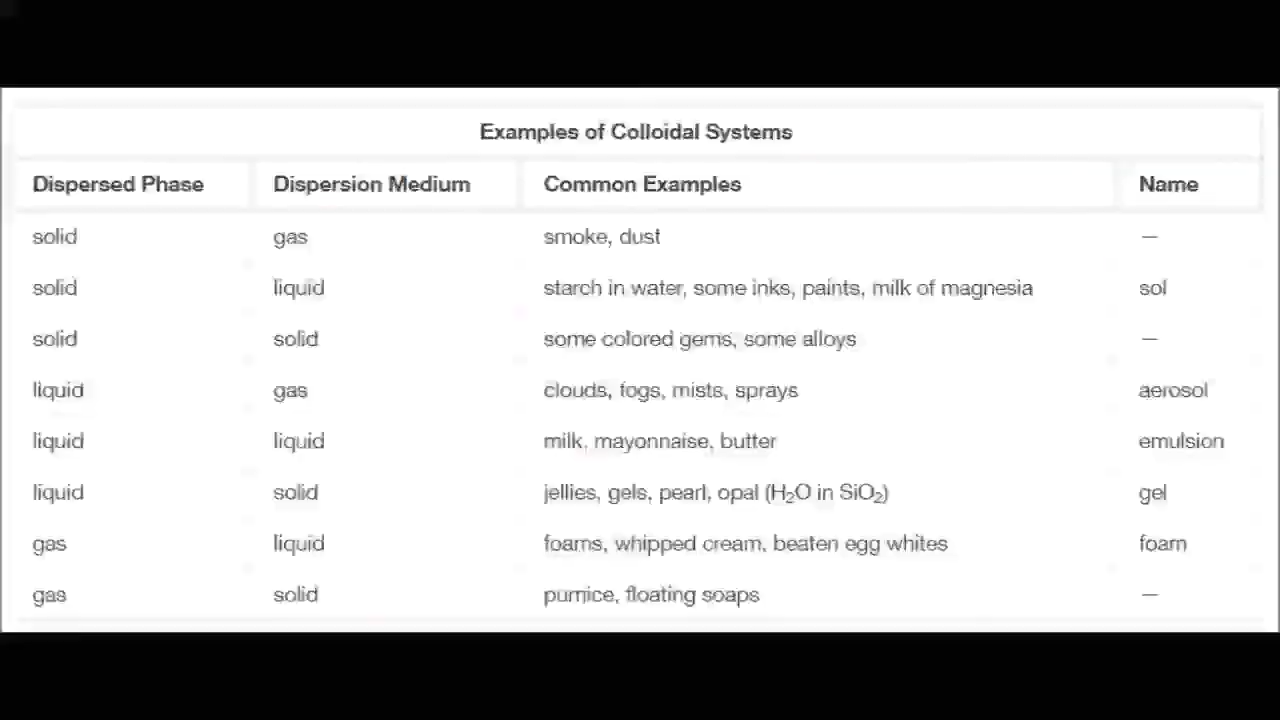 Examples of Colloidal Systems
Dispersed Phase Dispersion Medium Common Examples Name
solid gas smoke, dust —
solid liquid starch in water, some inks, paints, milk of magnesia sol
solid solid some colored gems, some alloys —
liquid gas clouds, fogs, mists, sprays aerosol
liquid liquid milk, mayonnaise, butter emulsion
liquid solid jellies, gels, pearl, opal (H₂O in SiO₂) gel
gas liquid foams, whipped cream, beaten egg whites foam
gas solid pumice, floating soaps —